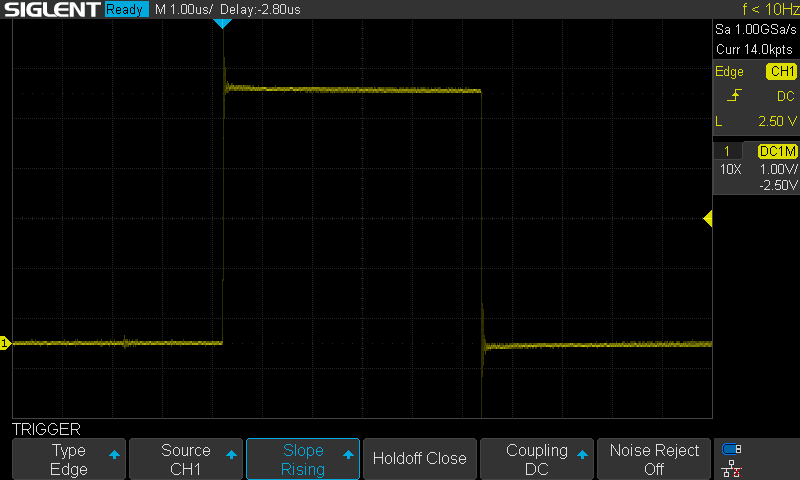 SIGLENT Ready M 1.00us/ Delay:-2.80us f < 10Hz
Sa 1.00GSa/s
Curr 14.0kpts
Edge CH1
DC
L 2.50 V
1 DC1M
10X 1.00V/
-2.50V
1
TRIGGER
Type Source Slope Holdoff Close Coupling Noise Reject
Edge CH1 Rising DC Off